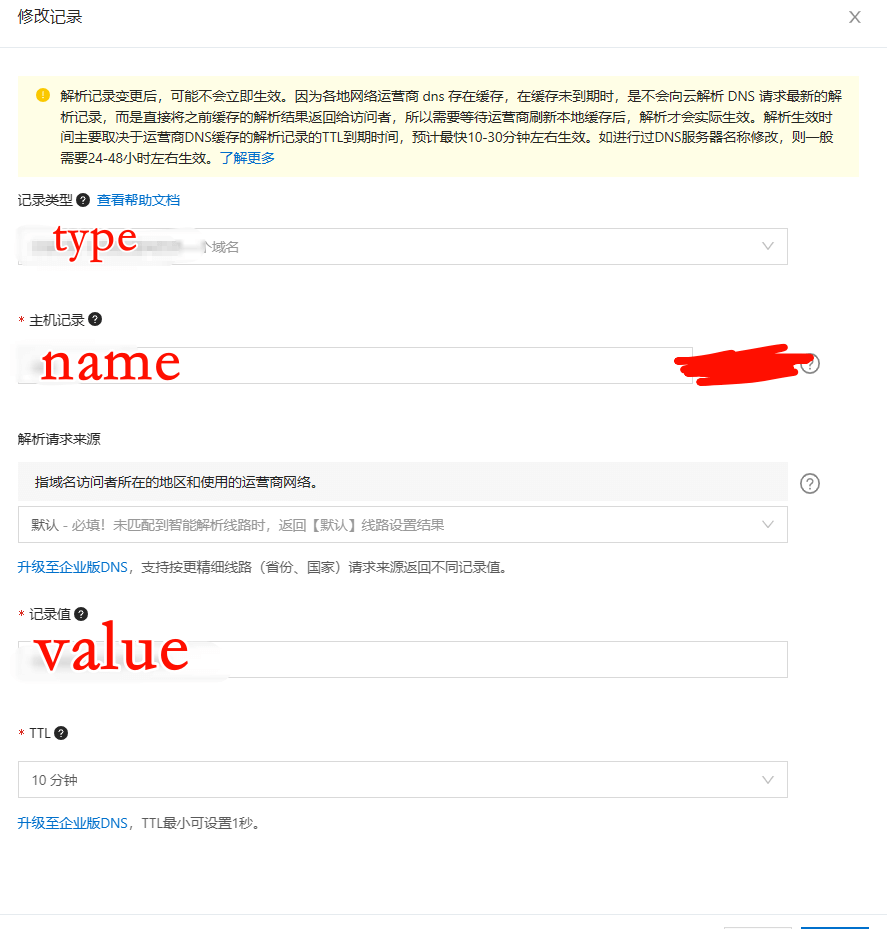 修改记录
解析记录变更后，可能不会立即生效。因为各地网络运营商 dns 存在缓存，在缓存未到期时，是不会向云解析 DNS 请求最新的解
析记录，而是直接将之前缓存的解析结果返回给访问者，所以需要等待运营商刷新本地缓存后，解析才会实际生效。解析生效时
间主要取决于运营商DNS缓存的解析记录的TTL到期时间，预计最快10-30分钟左右生效。如进行过DNS服务器名称修改，则一般
需要24-48小时左右生效。了解更多
记录类型 ? 查看帮助文档
type 个域名
* 主机记录 ?
name
?
解析请求来源
指域名访问者所在的地区和使用的运营商网络。
?
默认 - 必填！未匹配到智能解析线路时，返回【默认】线路设置结果
升级至企业版DNS，支持按更精细线路（省份、国家）请求来源返回不同记录值。
* 记录值 ?
value
* TTL ?
10 分钟
升级至企业版DNS，TTL最小可设置1秒。